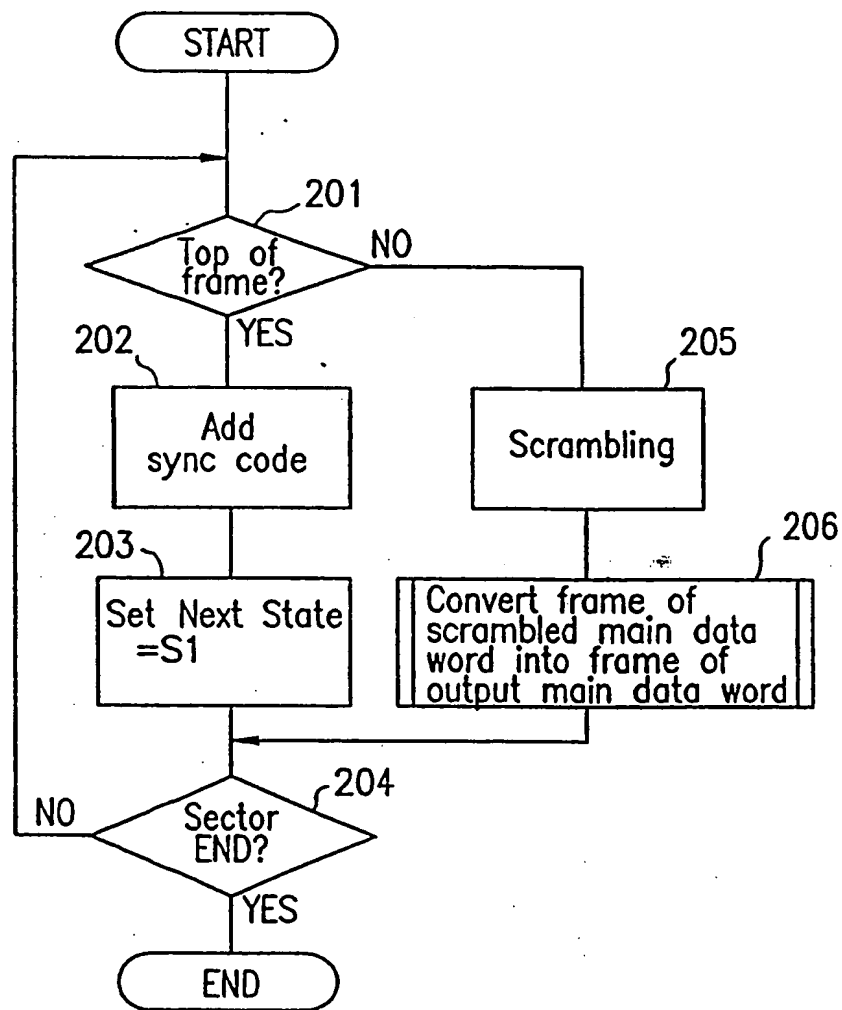 START
201
Top of
frame?
NO
YES
202
Add
sync code
205
Scrambling
203
Set Next State
=S1
206
Convert frame of
scrambled main data
word into frame of
output main data word
204
Sector
END?
NO
YES
END